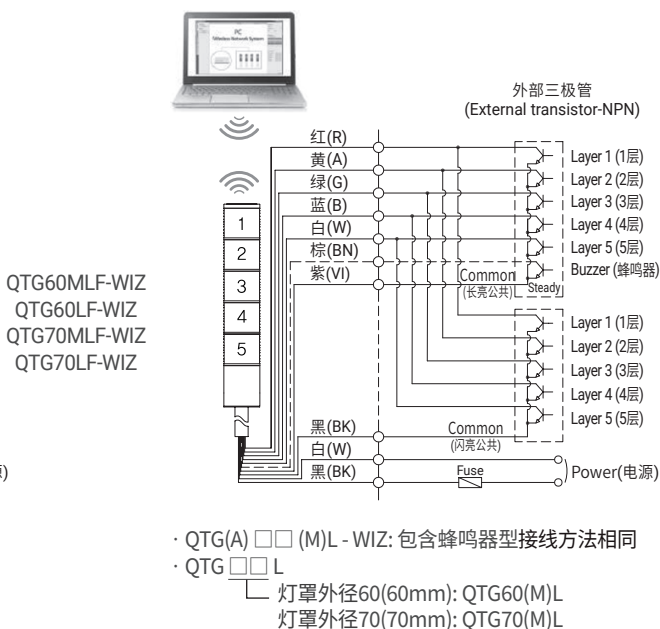 PC
Wireless Network System
外部三极管
(External transistor-NPN)
红(R)
黄(A)
绿(G)
蓝(B)
白(W)
棕(BN)
紫(VI)
Layer 1 (1层)
Layer 2 (2层)
Layer 3 (3层)
Layer 4 (4层)
Layer 5 (5层)
Buzzer (蜂鸣器)
Common
(长亮公共)
Steady
1
2
3
4
5
QTG60MLF-WIZ
QTG60LF-WIZ
QTG70MLF-WIZ
QTG70LF-WIZ
Layer 1 (1层)
Layer 2 (2层)
Layer 3 (3层)
Layer 4 (4层)
Layer 5 (5层)
黑(BK)
Common
(闪亮公共)
白(W)
黑(BK)
Fuse
Power(电源)
)
· QTG(A) □□ (M)L - WIZ: 包含蜂鸣器型接线方法相同
· QTG □□ L
灯罩外径60(60mm): QTG60(M)L
灯罩外径70(70mm): QTG70(M)L